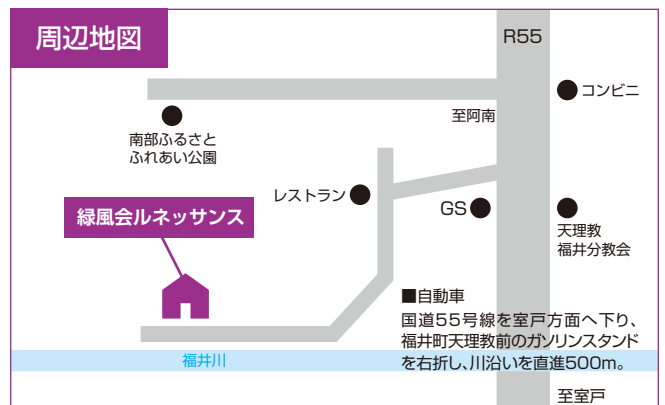 周辺地図
R55
コンビニ
至阿南
南部ふるさと
ふれあい公園
レストラン
GS
緑風会ルネッサンス
天理教
福井分教会
■自動車
国道55号線を室戸方面へ下り、
福井町天理教前のガソリンスタンド
を右折し、川沿いを直進500m。
福井川
至室戸